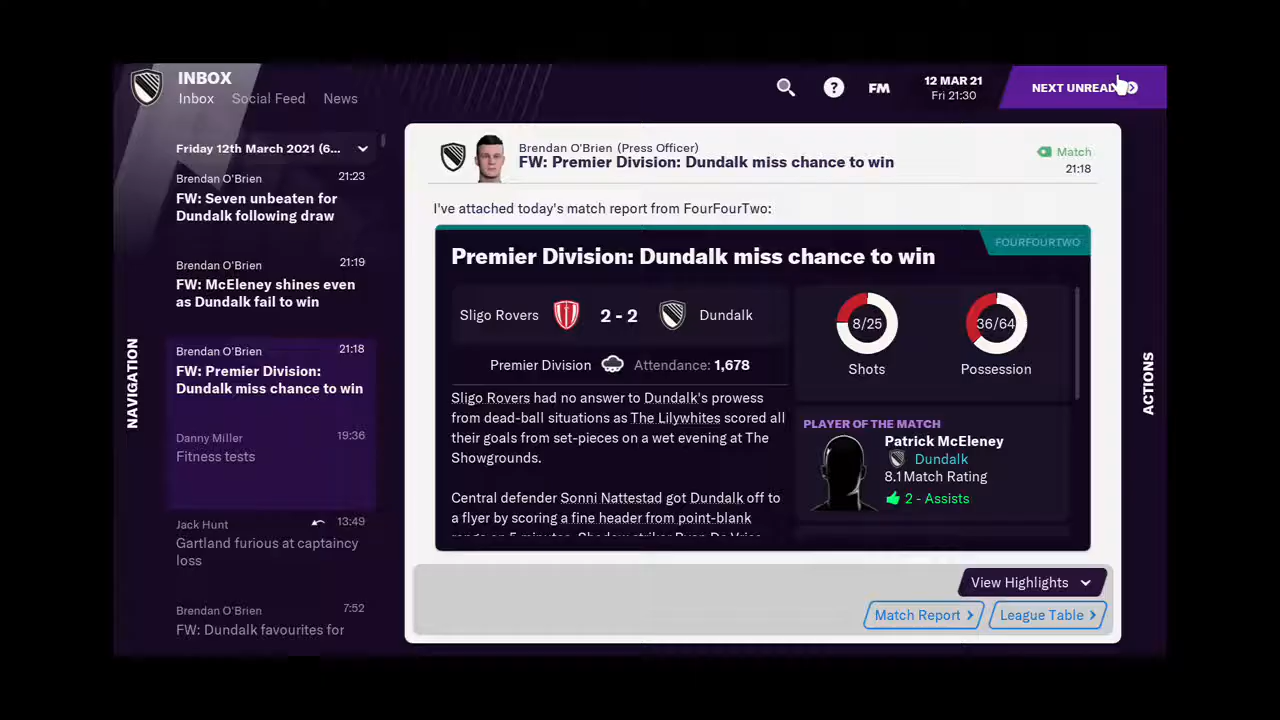 INBOX
Inbox Social Feed News
?
FM
12 MAR 21
Fri 21:30
NEXT UNREAD
NAVIGATION
Friday 12th March 2021 (6...
Brendan O'Brien 21:23
FW: Seven unbeaten for
Dundalk following draw
Brendan O'Brien 21:19
FW: McEleney shines even
as Dundalk fail to win
Brendan O'Brien 21:18
FW: Premier Division:
Dundalk miss chance to win
Danny Miller 19:36
Fitness tests
Jack Hunt 13:49
Gartland furious at captaincy
loss
Brendan O'Brien 7:52
FW: Dundalk favourites for
Brendan O'Brien (Press Officer)
FW: Premier Division: Dundalk miss chance to win
Match
21:18
I've attached today's match report from FourFourTwo:
FOURFOURTWO
Premier Division: Dundalk miss chance to win
Sligo Rovers 2 - 2 Dundalk
Premier Division Attendance: 1,678
Sligo Rovers had no answer to Dundalk's prowess
from dead-ball situations as The Lilywhites scored all
their goals from set-pieces on a wet evening at The
Showgrounds.
Central defender Sonni Nattestad got Dundalk off to
a flyer by scoring a fine header from point-blank
range on 5 minutes. Shadow striker Ryan De Vries
8/25
Shots
36/64
Possession
PLAYER OF THE MATCH
Patrick McEleney
Dundalk
8.1 Match Rating
2 - Assists
View Highlights
Match Report
League Table
ACTIONS